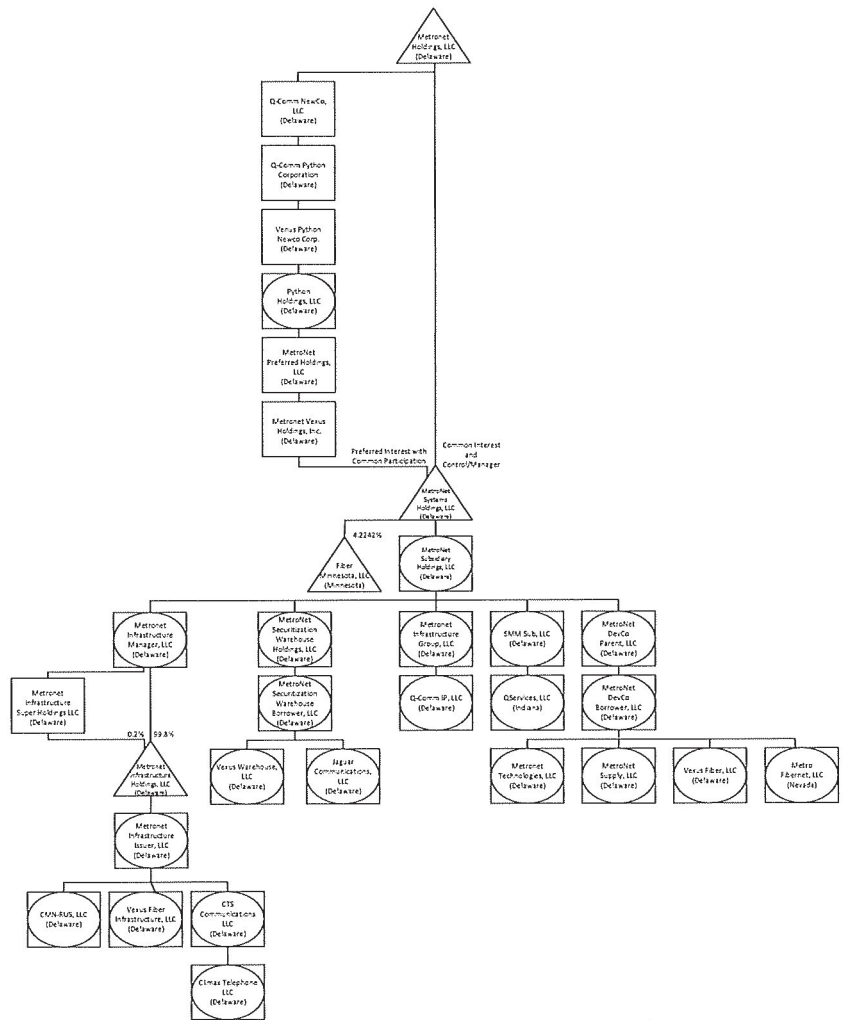 Metronet
Holdings, LLC
(Delaware)
Q-Comm NewCo,
LLC
(Delaware)
Q-Comm Python
Corporation
(Delaware)
Vexus Python
Newco Corp.
(Delaware)
Python
Holdings, LLC
(Delaware)
MetroNet
Preferred Holdings,
LLC
(Delaware)
Metronet Vexus
Holdings, Inc.
(Delaware)
Preferred Interest with
Common Participation
Common Interest
and
Control/Manager
MetroNet
Systems
Holdings, LLC
(Delaware)
4.2242%
Fiber
Minnesota, LLC
(Minnesota)
MetroNet
Subsidiary
Holdings, LLC
(Delaware)
Metronet
Infrastructure
Manager, LLC
(Delaware)
MetroNet
Securitization
Warehouse
Holdings, LLC
(Delaware)
Metronet
Infrastructure
Group, LLC
(Delaware)
SMM Sub, LLC
(Delaware)
MetroNet
DevCo
Parent, LLC
(Delaware)
Metronet
Infrastructure
Super Holdings LLC
(Delaware)
MetroNet
Securitization
Warehouse
Borrower, LLC
(Delaware)
Q-Comm IP, LLC
(Delaware)
QServices, LLC
(Indiana)
MetroNet
DevCo
Borrower, LLC
(Delaware)
0.2%
99.8%
Metronet
Infrastructure
Holdings, LLC
(Delaware)
Vexus Warehouse,
LLC
(Delaware)
Jaguar
Communications,
LLC
(Delaware)
Metronet
Technologies, LLC
(Delaware)
MetroNet
Supply, LLC
(Delaware)
Vexus Fiber, LLC
(Delaware)
Metro
Fibernet, LLC
(Nevada)
Metronet
Infrastructure
Issuer, LLC
(Delaware)
CMN-RUS, LLC
(Delaware)
Vexus Fiber
Infrastructure, LLC
(Delaware)
CTS
Communications
LLC
(Delaware)
Climax Telephone
LLC
(Delaware)